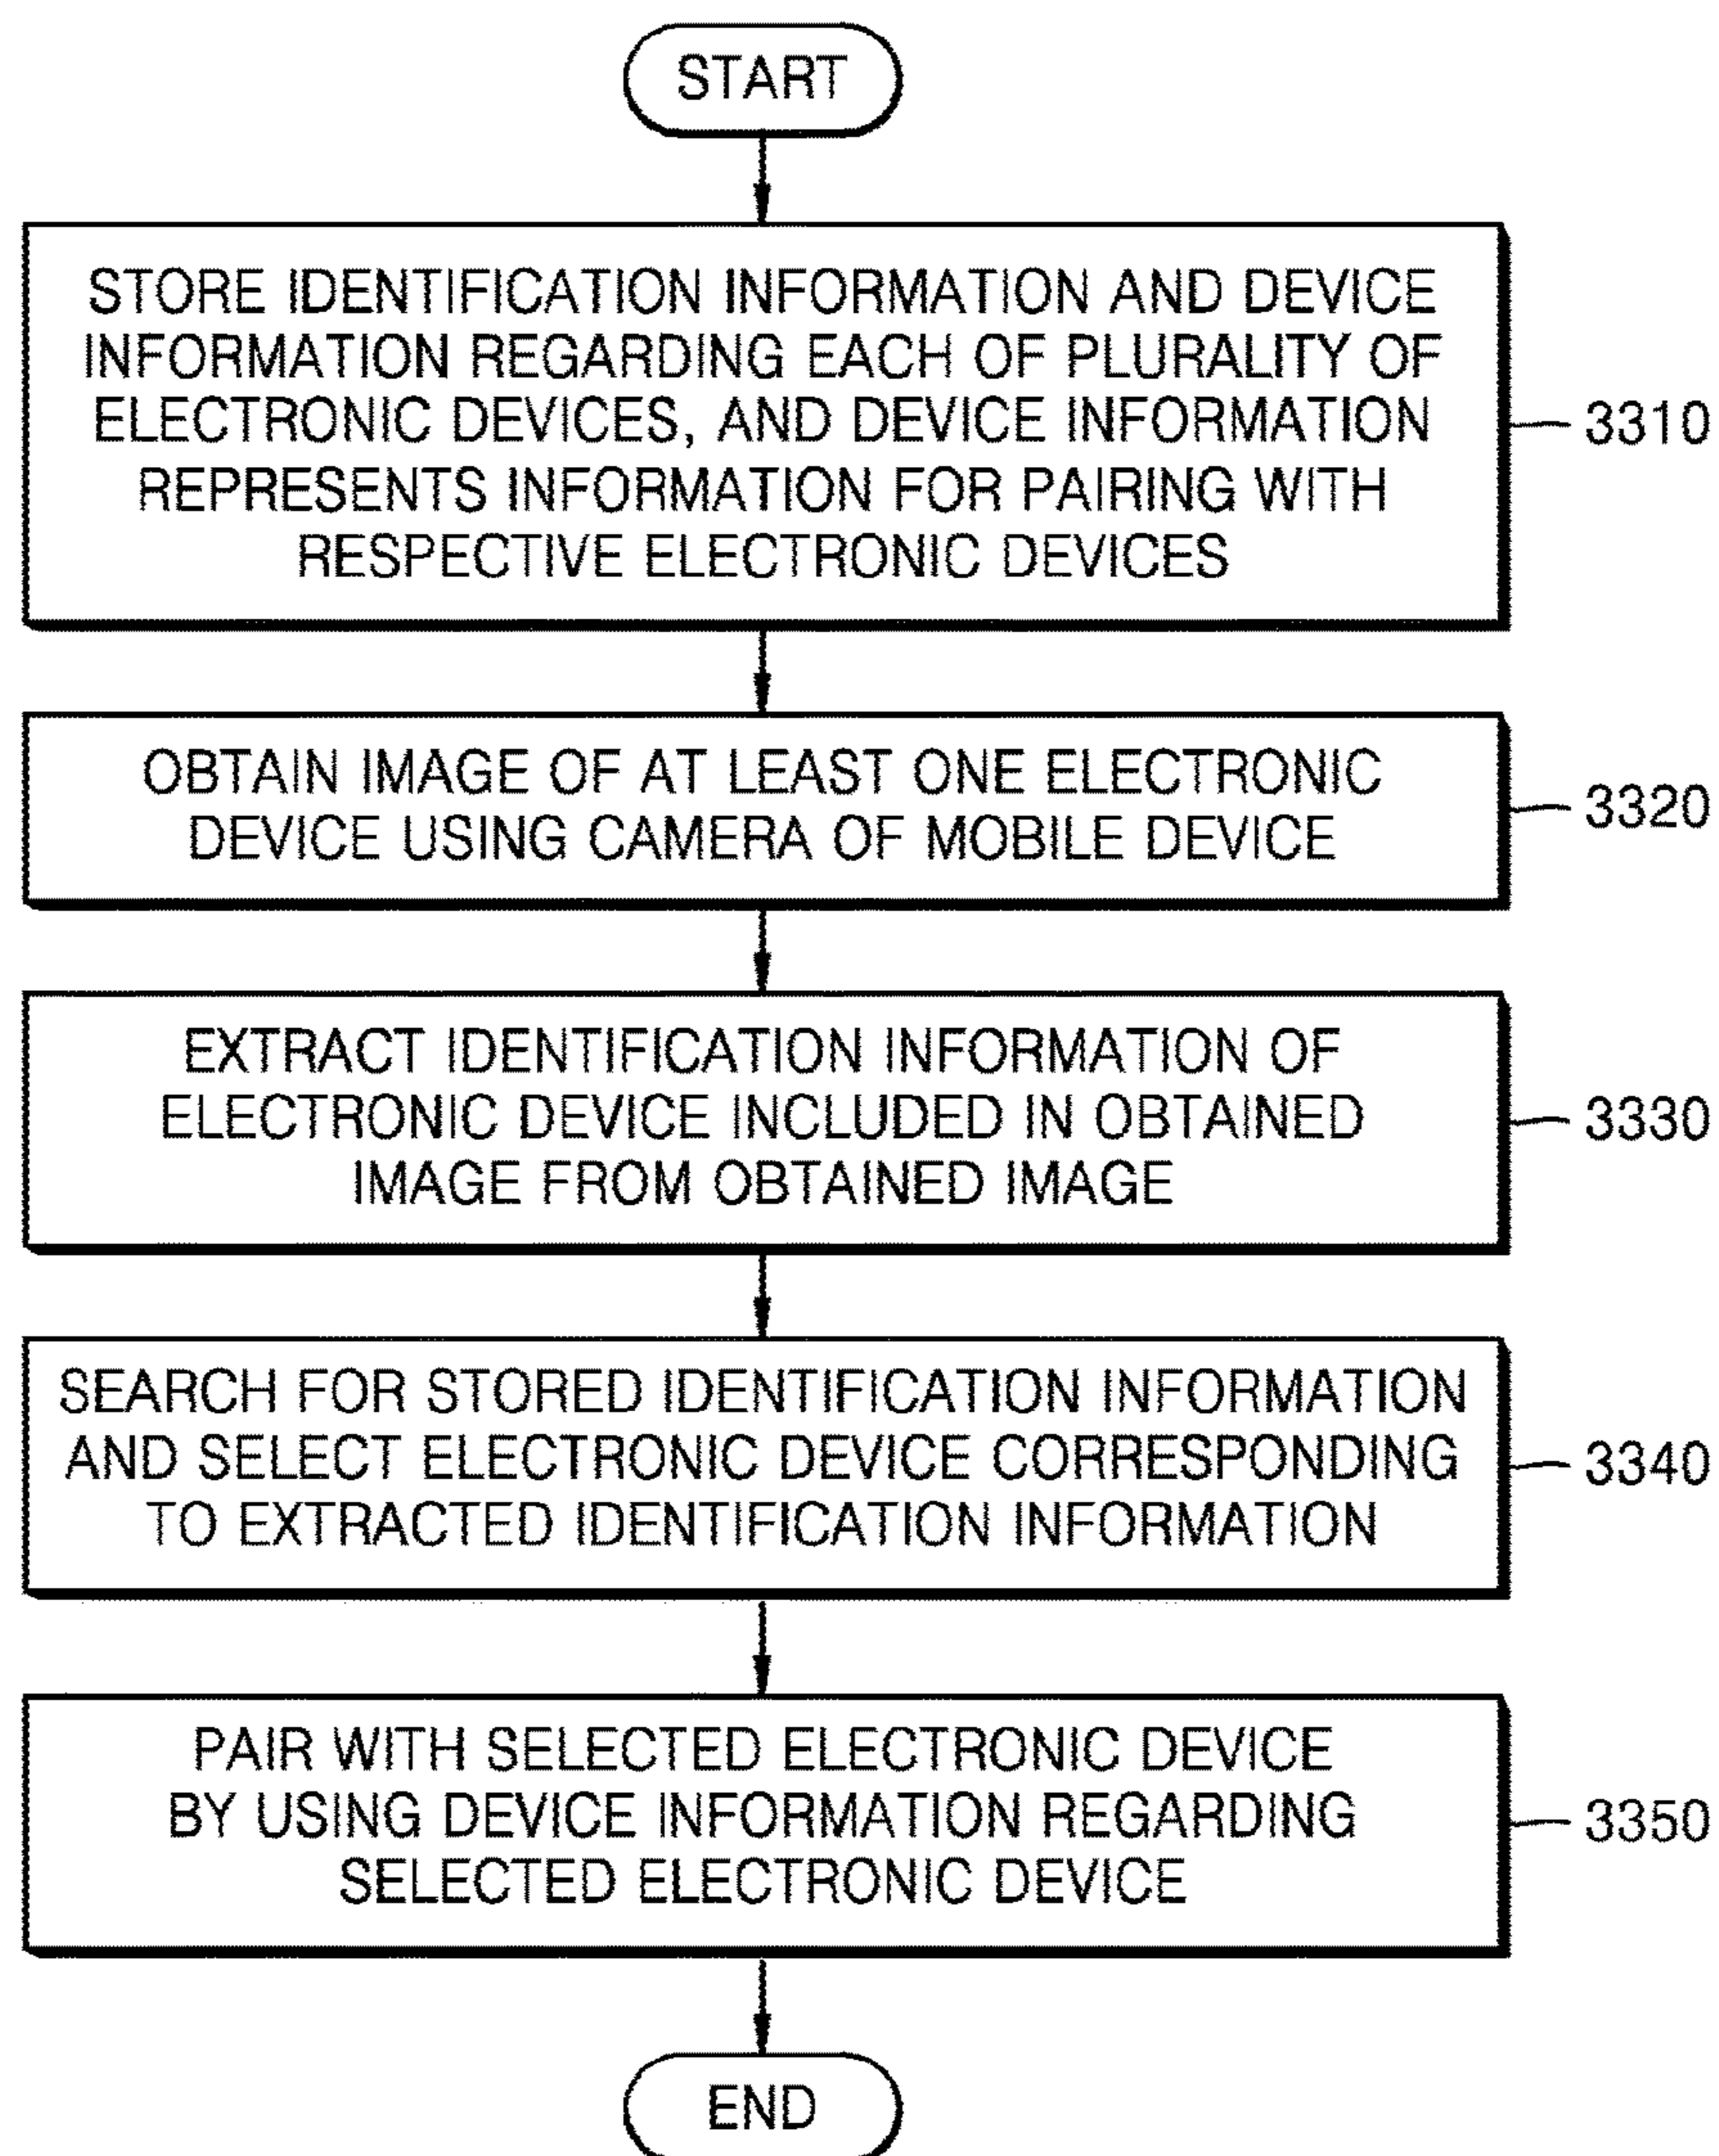 START
STORE IDENTIFICATION INFORMATION AND DEVICE
INFORMATION REGARDING EACH OF PLURALITY OF
ELECTRONIC DEVICES, AND DEVICE INFORMATION
REPRESENTS INFORMATION FOR PAIRING WITH
RESPECTIVE ELECTRONIC DEVICES
3310
OBTAIN IMAGE OF AT LEAST ONE ELECTRONIC
DEVICE USING CAMERA OF MOBILE DEVICE
3320
EXTRACT IDENTIFICATION INFORMATION OF
ELECTRONIC DEVICE INCLUDED IN OBTAINED
IMAGE FROM OBTAINED IMAGE
3330
SEARCH FOR STORED IDENTIFICATION INFORMATION
AND SELECT ELECTRONIC DEVICE CORRESPONDING
TO EXTRACTED IDENTIFICATION INFORMATION
3340
PAIR WITH SELECTED ELECTRONIC DEVICE
BY USING DEVICE INFORMATION REGARDING
SELECTED ELECTRONIC DEVICE
3350
END